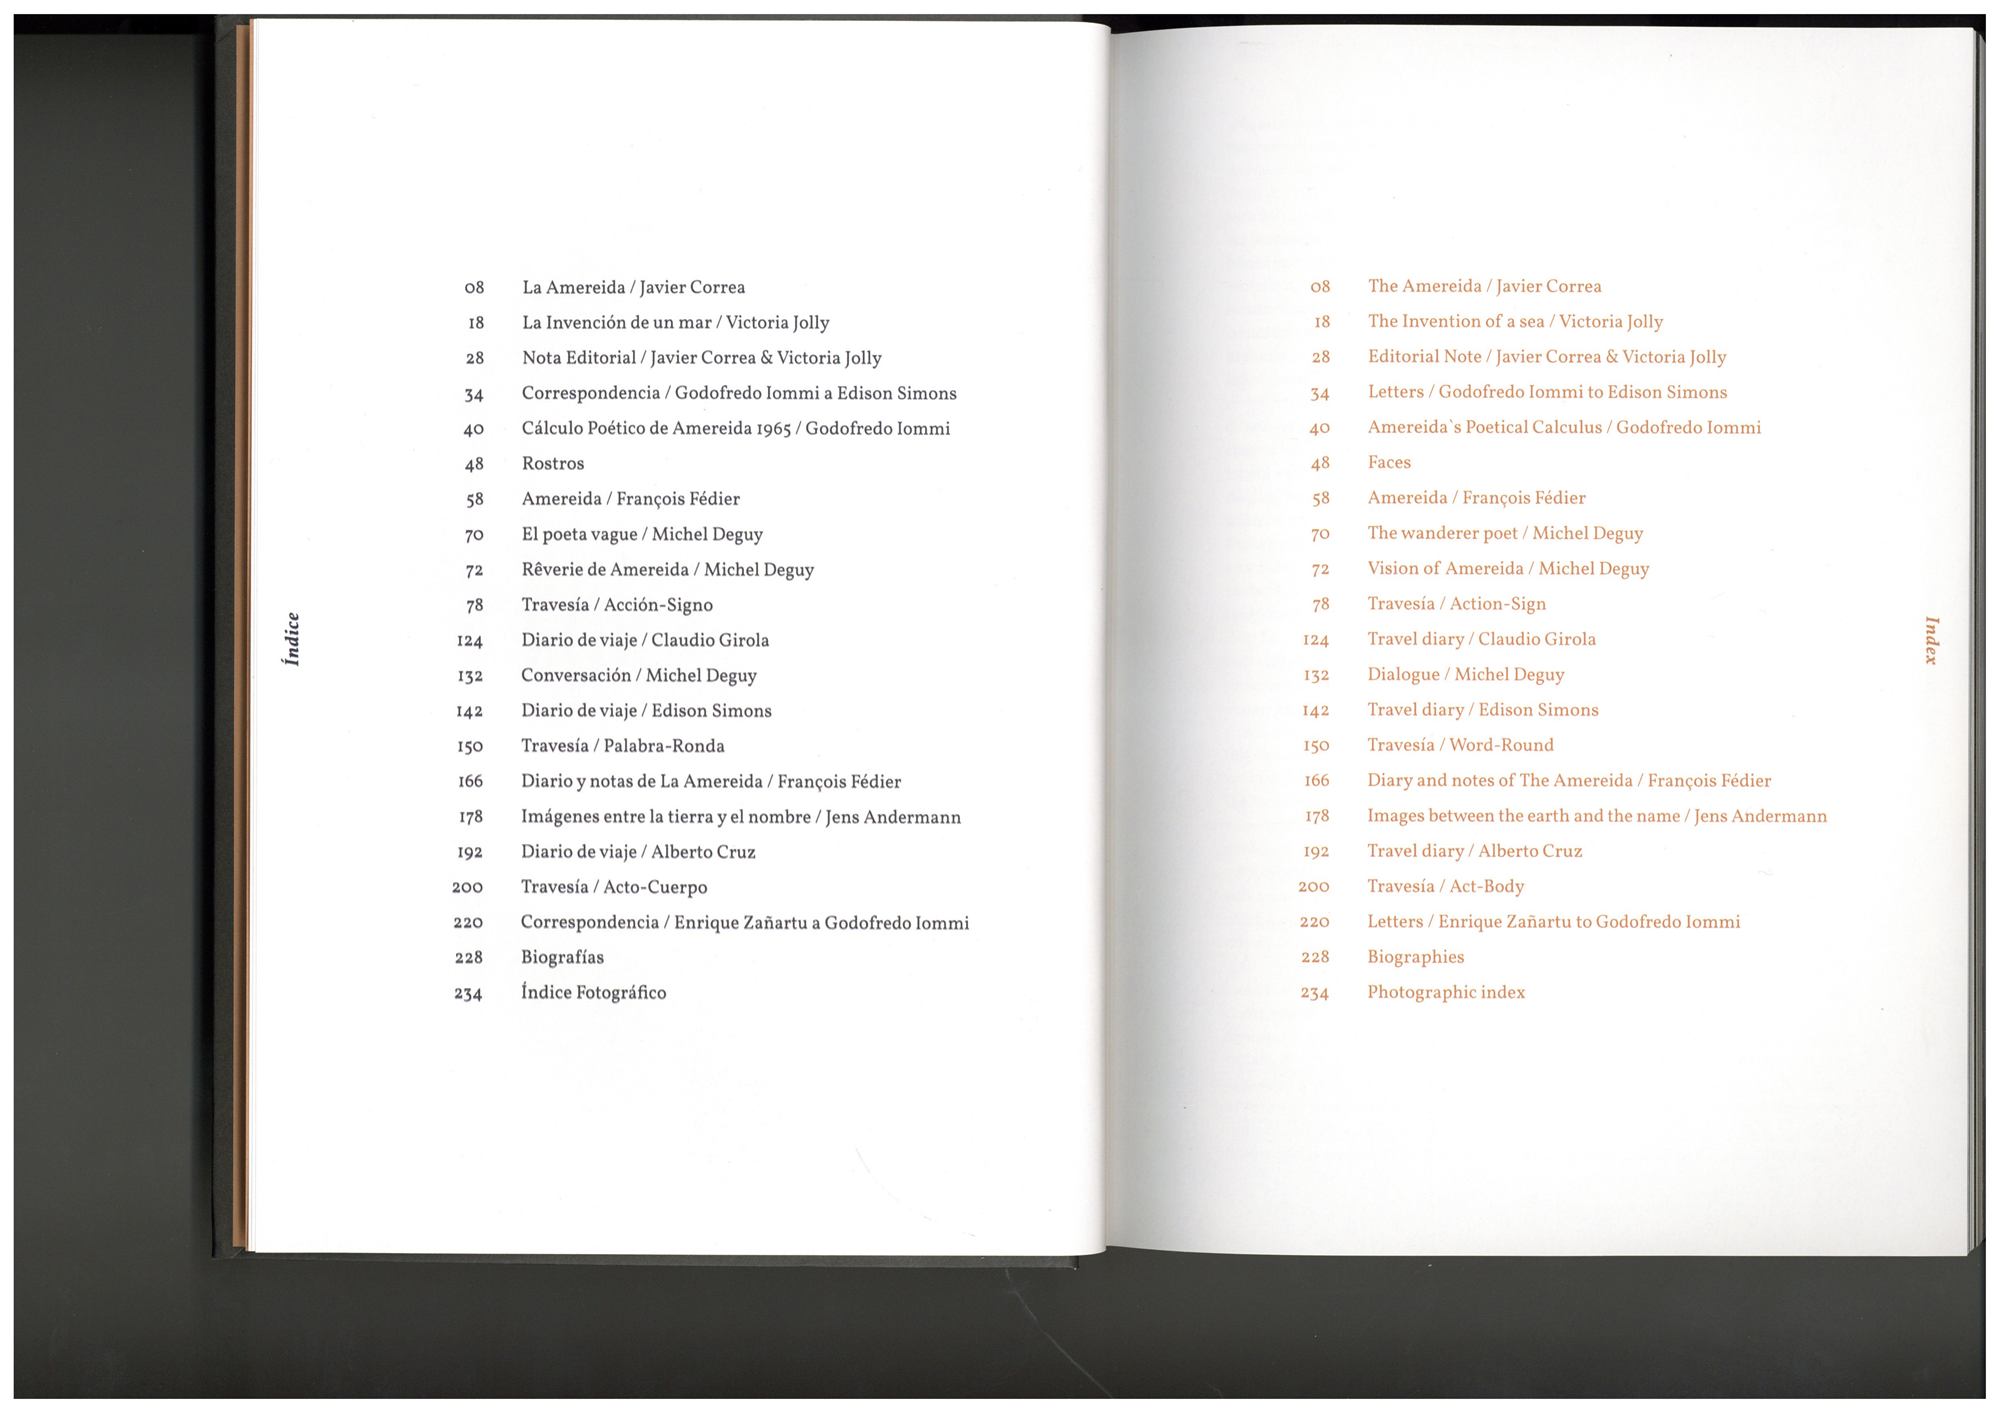 Índice
08 La Amereida / Javier Correa
18 La Invención de un mar / Victoria Jolly
28 Nota Editorial / Javier Correa & Victoria Jolly
34 Correspondencia / Godofredo Iommi a Edison Simons
40 Cálculo Poético de Amereida 1965 / Godofredo Iommi
48 Rostros
58 Amereida / François Fédier
70 El poeta vague / Michel Deguy
72 Rêverie de Amereida / Michel Deguy
78 Travesía / Acción-Signo
124 Diario de viaje / Claudio Girola
132 Conversación / Michel Deguy
142 Diario de viaje / Edison Simons
150 Travesía / Palabra-Ronda
166 Diario y notas de La Amereida / François Fédier
178 Imágenes entre la tierra y el nombre / Jens Andermann
192 Diario de viaje / Alberto Cruz
200 Travesía / Acto-Cuerpo
220 Correspondencia / Enrique Zañartu a Godofredo Iommi
228 Biografías
234 Índice Fotográfico
08 The Amereida / Javier Correa
18 The Invention of a sea / Victoria Jolly
28 Editorial Note / Javier Correa & Victoria Jolly
34 Letters / Godofredo Iommi to Edison Simons
40 Amereida`s Poetical Calculus / Godofredo Iommi
48 Faces
58 Amereida / François Fédier
70 The wanderer poet / Michel Deguy
72 Vision of Amereida / Michel Deguy
78 Travesía / Action-Sign
124 Travel diary / Claudio Girola
132 Dialogue / Michel Deguy
142 Travel diary / Edison Simons
150 Travesía / Word-Round
166 Diary and notes of The Amereida / François Fédier
178 Images between the earth and the name / Jens Andermann
192 Travel diary / Alberto Cruz
200 Travesía / Act-Body
220 Letters / Enrique Zañartu to Godofredo Iommi
228 Biographies
234 Photographic index
Index